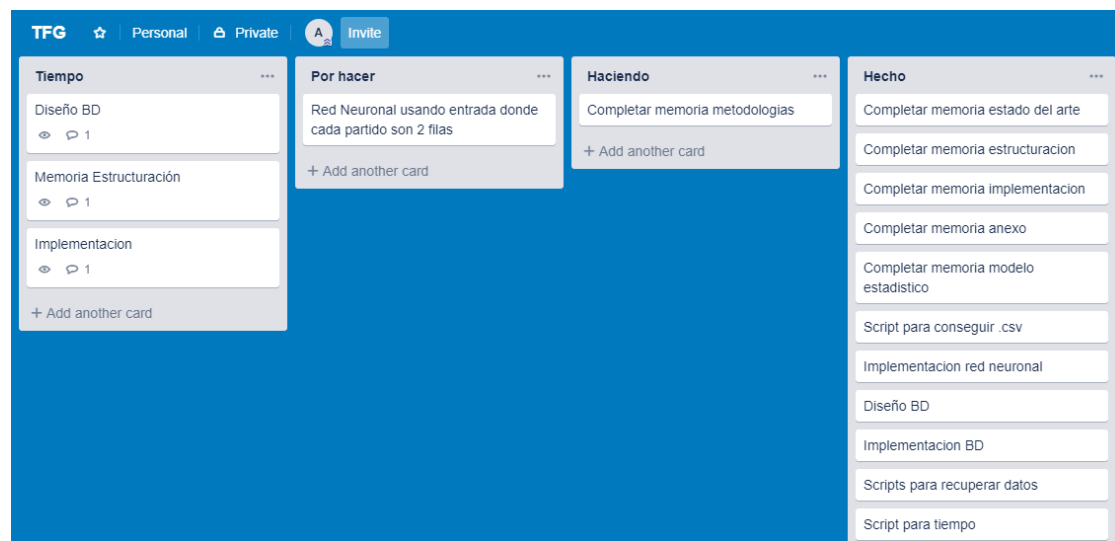 TFG Personal Private A Invite
Tiempo
Diseño BD
1
Memoria Estructuración
1
Implementacion
1
+ Add another card
Por hacer
Red Neuronal usando entrada donde
cada partido son 2 filas
+ Add another card
Haciendo
Completar memoria metodologias
+ Add another card
Hecho
Completar memoria estado del arte
Completar memoria estructuracion
Completar memoria implementacion
Completar memoria anexo
Completar memoria modelo
estadistico
Script para conseguir .csv
Implementacion red neuronal
Diseño BD
Implementacion BD
Scripts para recuperar datos
Script para tiempo